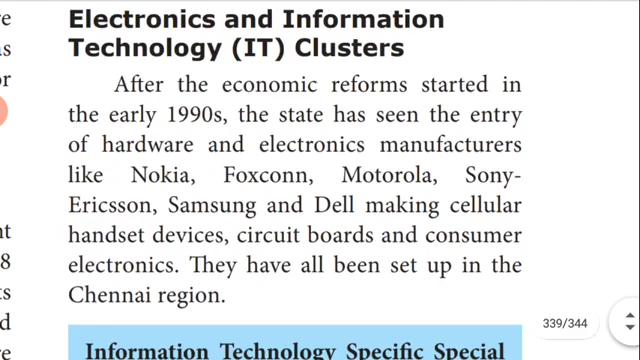 Electronics and Information
Technology (IT) Clusters
After the economic reforms started in
the early 1990s, the state has seen the entry
of hardware and electronics manufacturers
like Nokia, Foxconn, Motorola, Sony-
Ericsson, Samsung and Dell making cellular
handset devices, circuit boards and consumer
electronics. They have all been set up in the
Chennai region.
339/344
Information Technology Specific Special